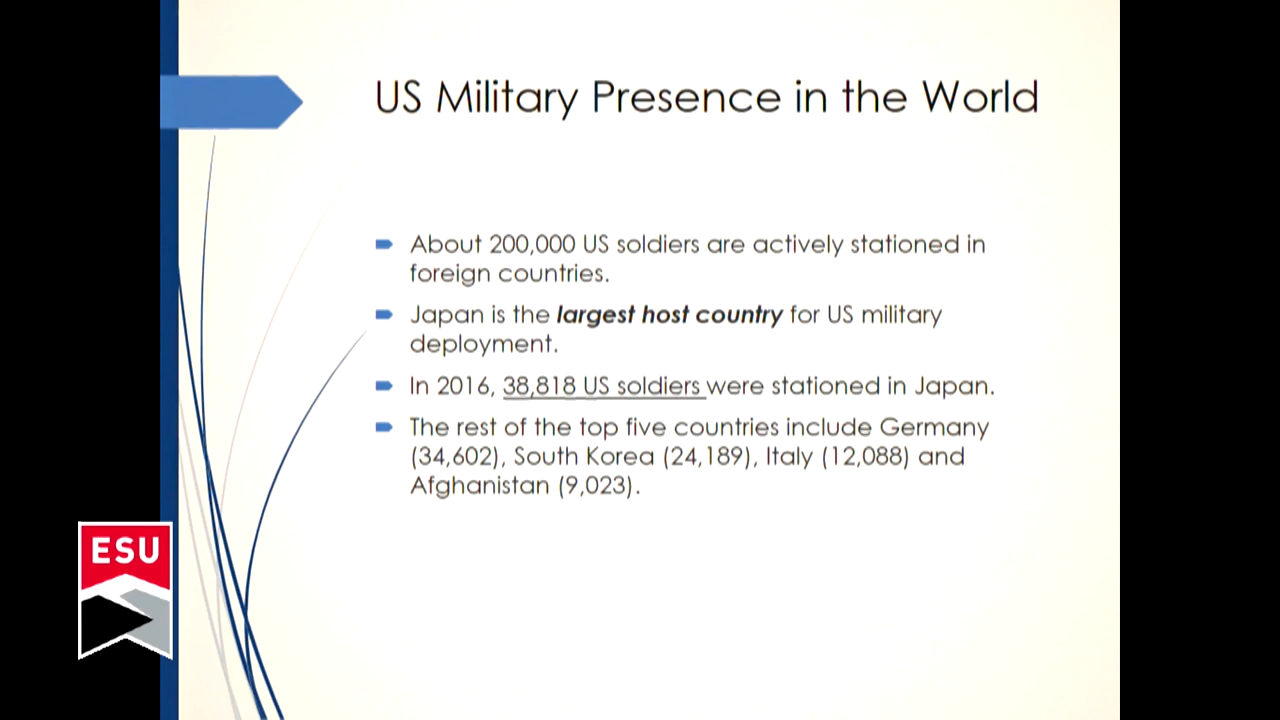 US Military Presence in the World
About 200,000 US soldiers are actively stationed in
foreign countries.
Japan is the largest host country for US military
deployment.
In 2016, 38,818 US soldiers were stationed in Japan.
The rest of the top five countries include Germany
(34,602), South Korea (24,189), Italy (12,088) and
Afghanistan (9,023).
ESU